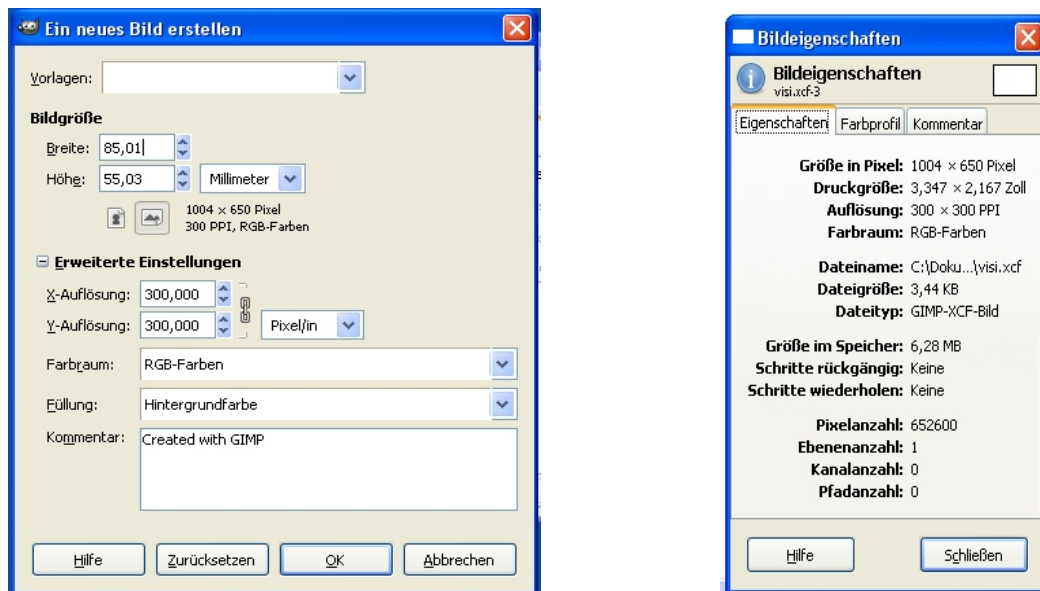 Ein neues Bild erstellen
Vorlagen:
Bildgröße
Breite: 85,01
Höhe: 55,03 Millimeter
1004 × 650 Pixel
300 PPI, RGB-Farben
Erweiterte Einstellungen
X-Auflösung: 300,000
Y-Auflösung: 300,000 Pixel/in
Farbraum: RGB-Farben
Füllung: Hintergrundfarbe
Kommentar: Created with GIMP
Hilfe Zurücksetzen OK Abbrechen
Bildeigenschaften
Bildeigenschaften
visi.xcf-3
Eigenschaften Farbprofil Kommentar
Größe in Pixel: 1004 × 650 Pixel
Druckgröße: 3,347 × 2,167 Zoll
Auflösung: 300 × 300 PPI
Farbraum: RGB-Farben
Dateiname: C:\Doku...\visi.xcf
Dateigröße: 3,44 KB
Dateityp: GIMP-XCF-Bild
Größe im Speicher: 6,28 MB
Schritte rückgängig: Keine
Schritte wiederholen: Keine
Pixelanzahl: 652600
Ebenenanzahl: 1
Kanalanzahl: 0
Pfadanzahl: 0
Hilfe Schließen